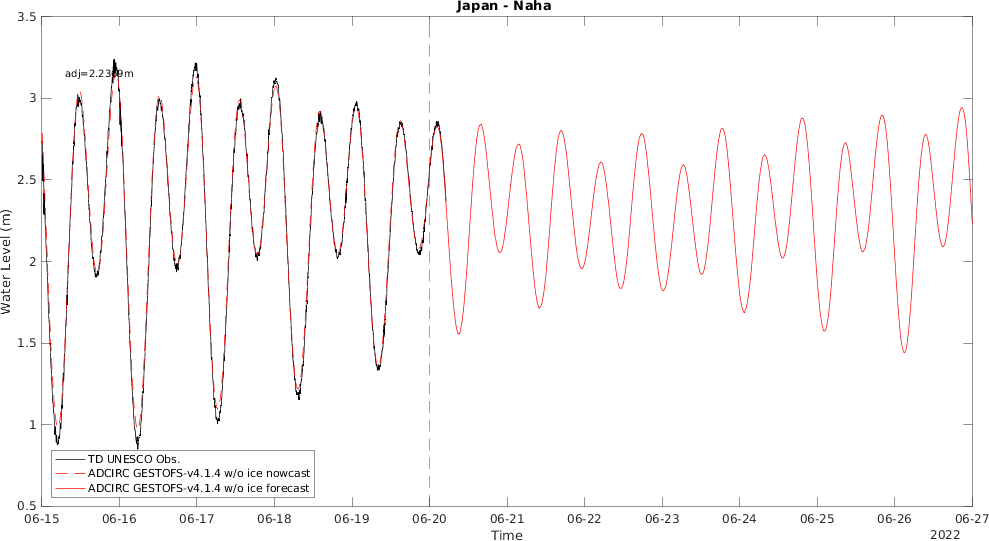 Japan - Naha
3.5
3
2.5
2
1.5
1
0.5
Water Level (m)
adj=2.2369m
TD UNESCO Obs.
ADCIRC GESTOFS-v4.1.4 w/o ice nowcast
ADCIRC GESTOFS-v4.1.4 w/o ice forecast
06-15 06-16 06-17 06-18 06-19 06-20 06-21 06-22 06-23 06-24 06-25 06-26 06-27
Time
2022